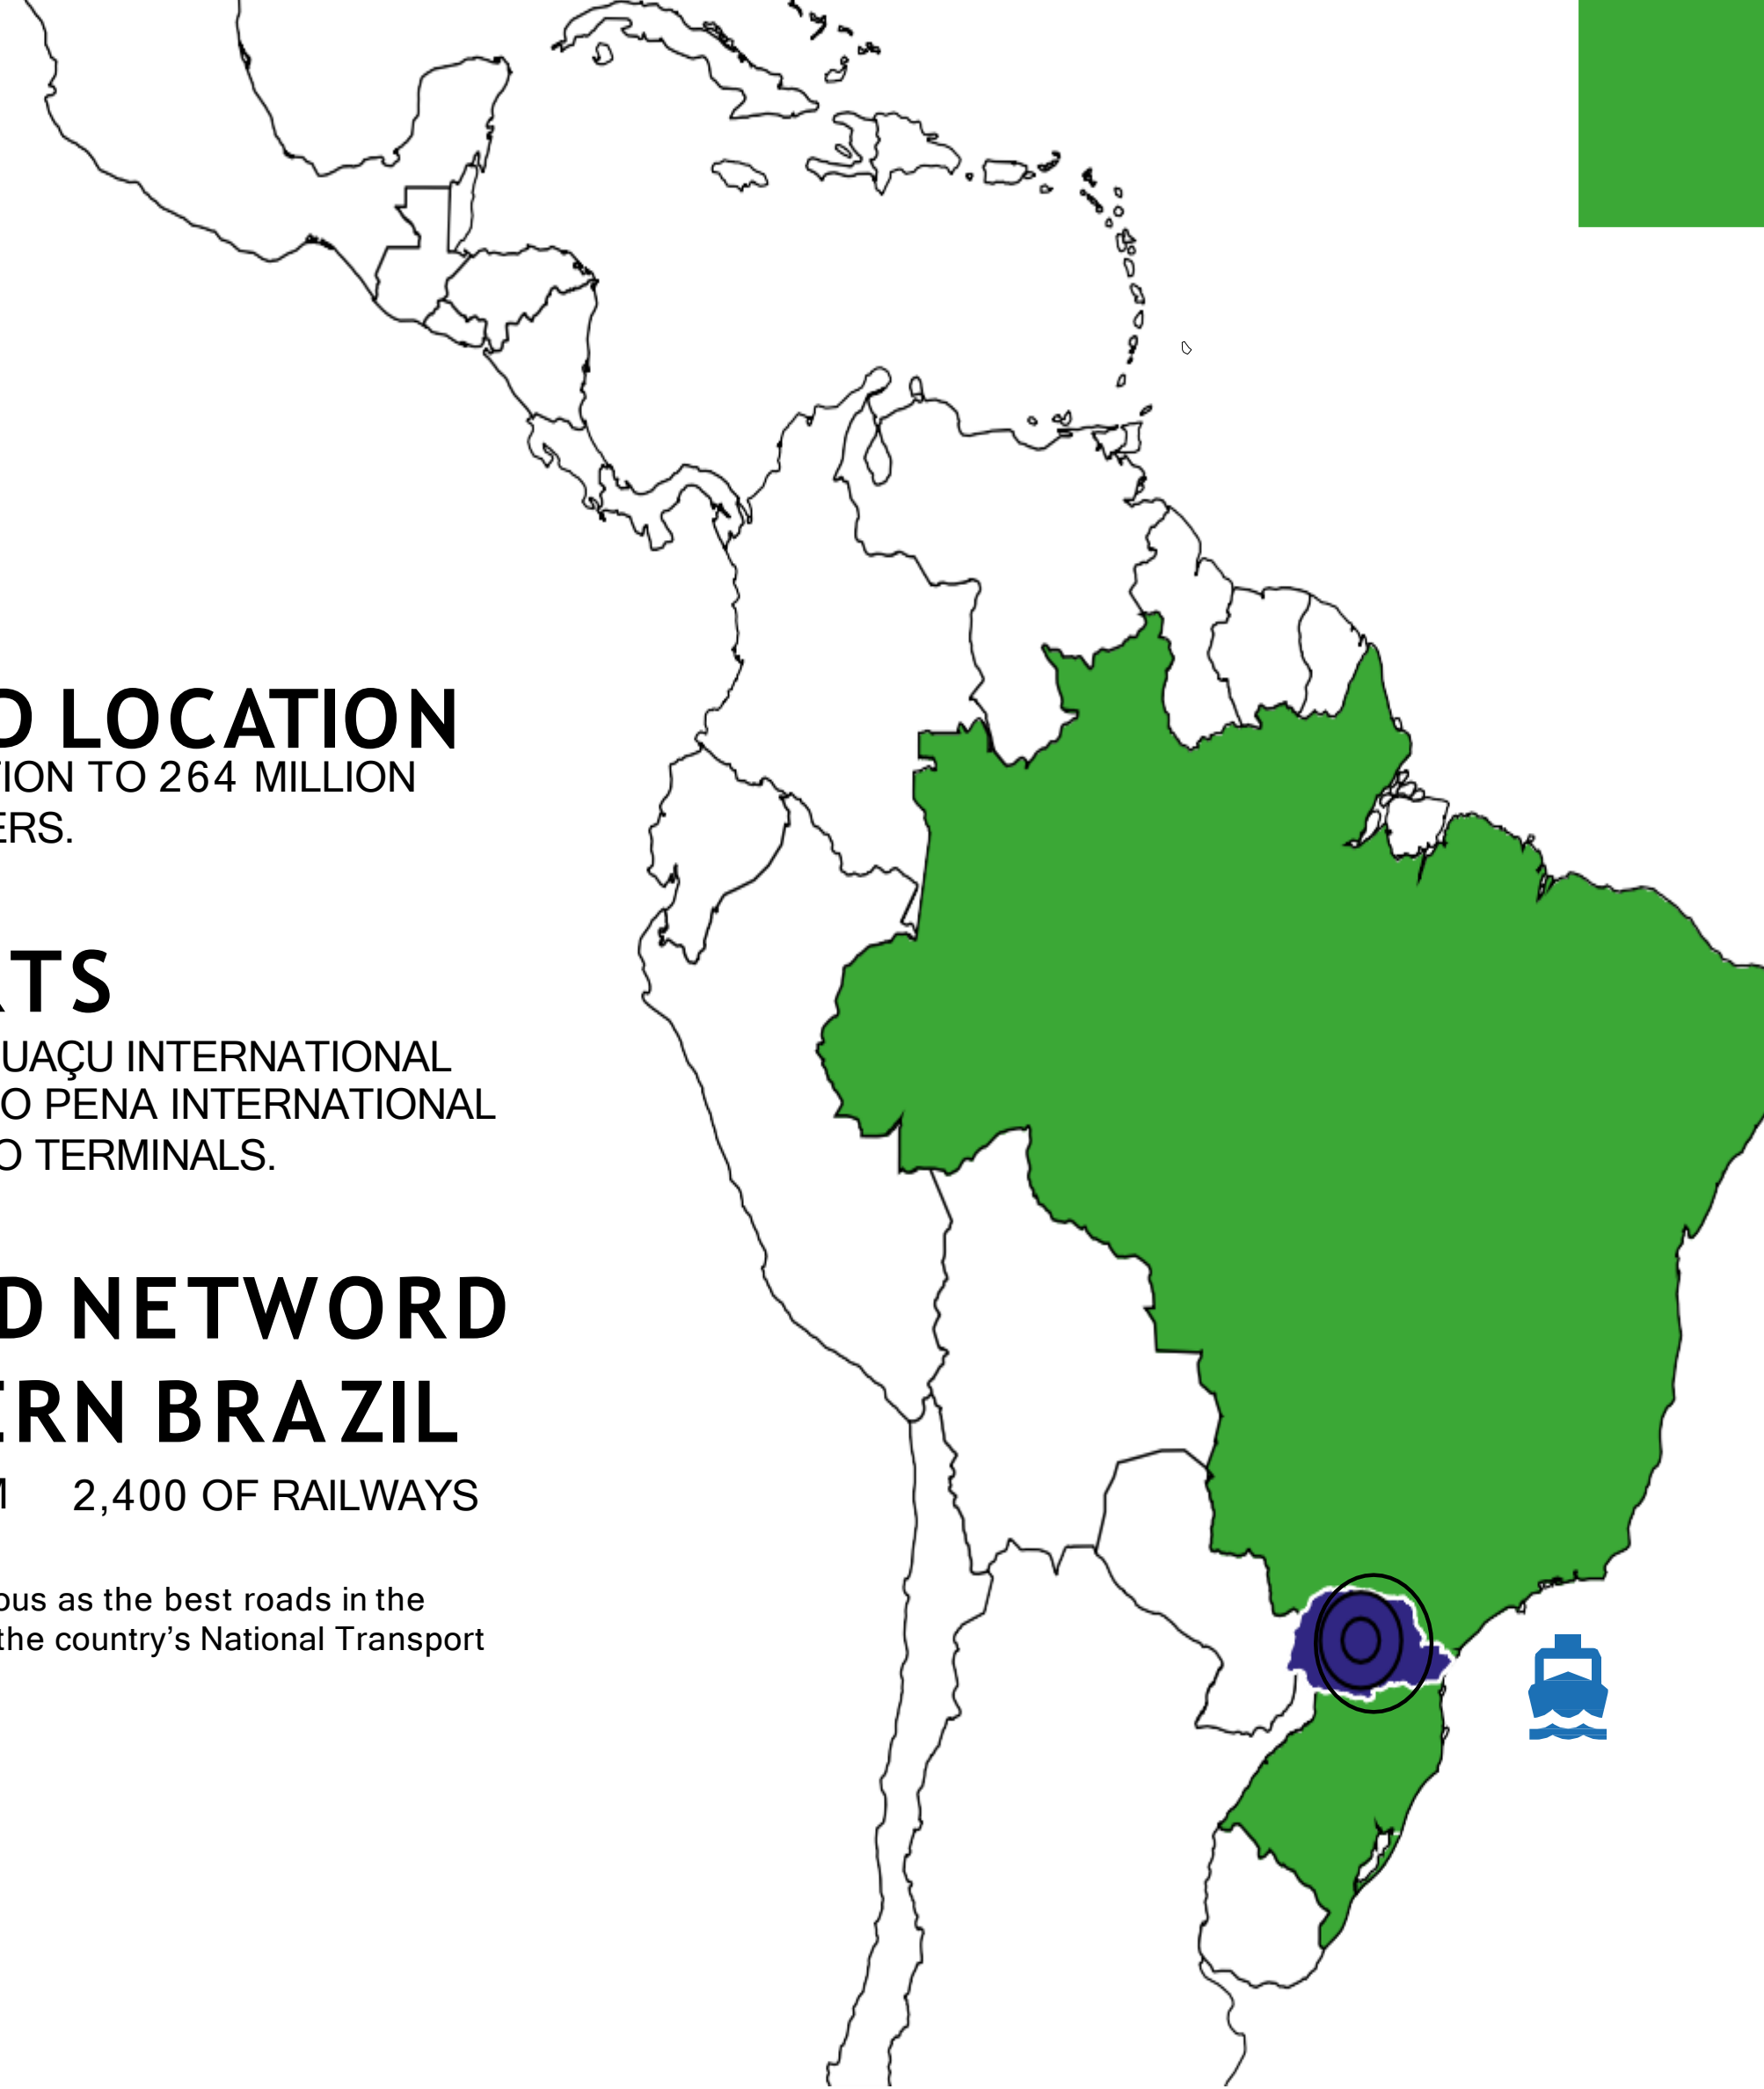 D LOCATION
TION TO 264 MILLION
ERS.
RTS
UAÇU INTERNATIONAL
O PENA INTERNATIONAL
O TERMINALS.
D NETWORD
ERN BRAZIL
M 2,400 OF RAILWAYS
ous as the best roads in the
the country’s National Transport